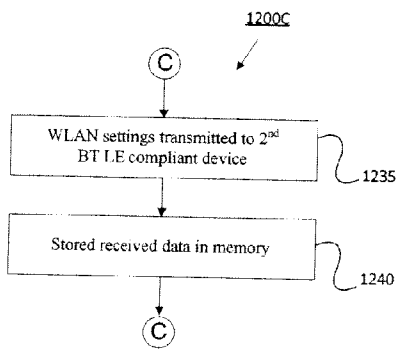 1200C
C
WLAN settings transmitted to 2nd
BT LE compliant device
1235
Stored received data in memory
1240
C